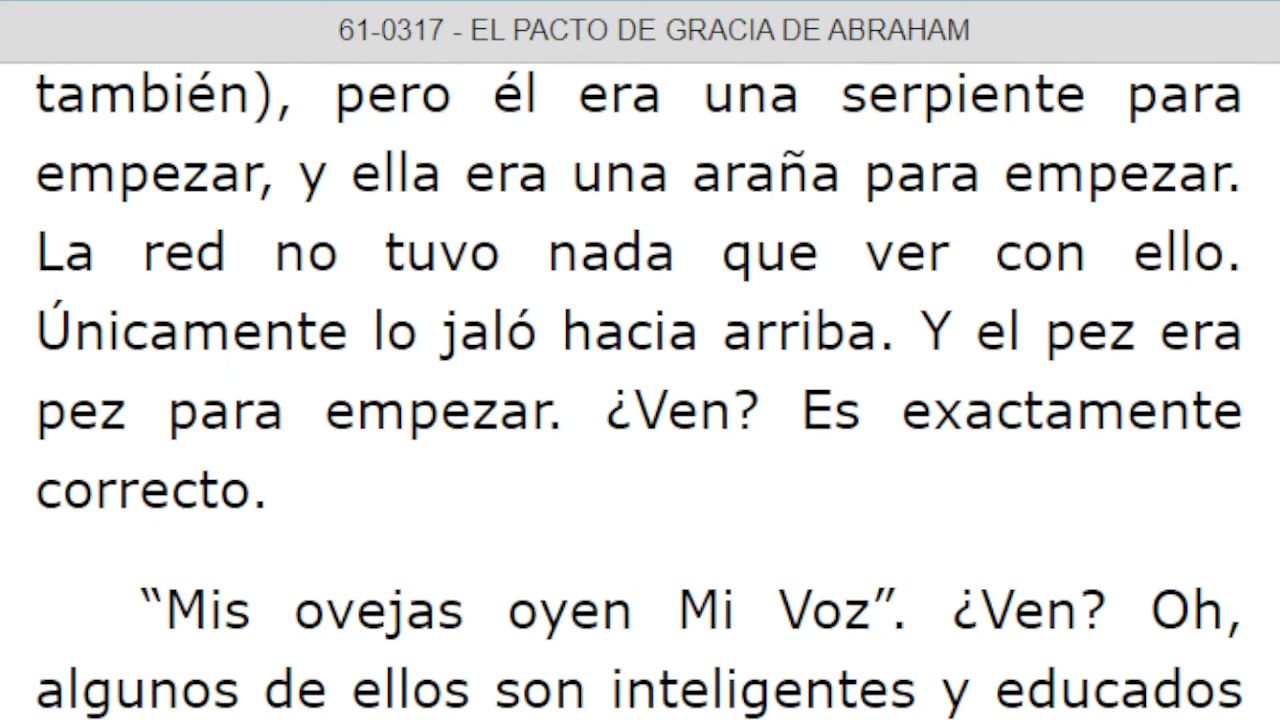 61-0317 - EL PACTO DE GRACIA DE ABRAHAM
también), pero él era una serpiente para
empezar, y ella era una araña para empezar.
La red no tuvo nada que ver con ello.
Únicamente lo jaló hacia arriba. Y el pez era
pez para empezar. ¿Ven? Es exactamente
correcto.
“Mis ovejas oyen Mi Voz”. ¿Ven? Oh,
algunos de ellos son inteligentes y educados